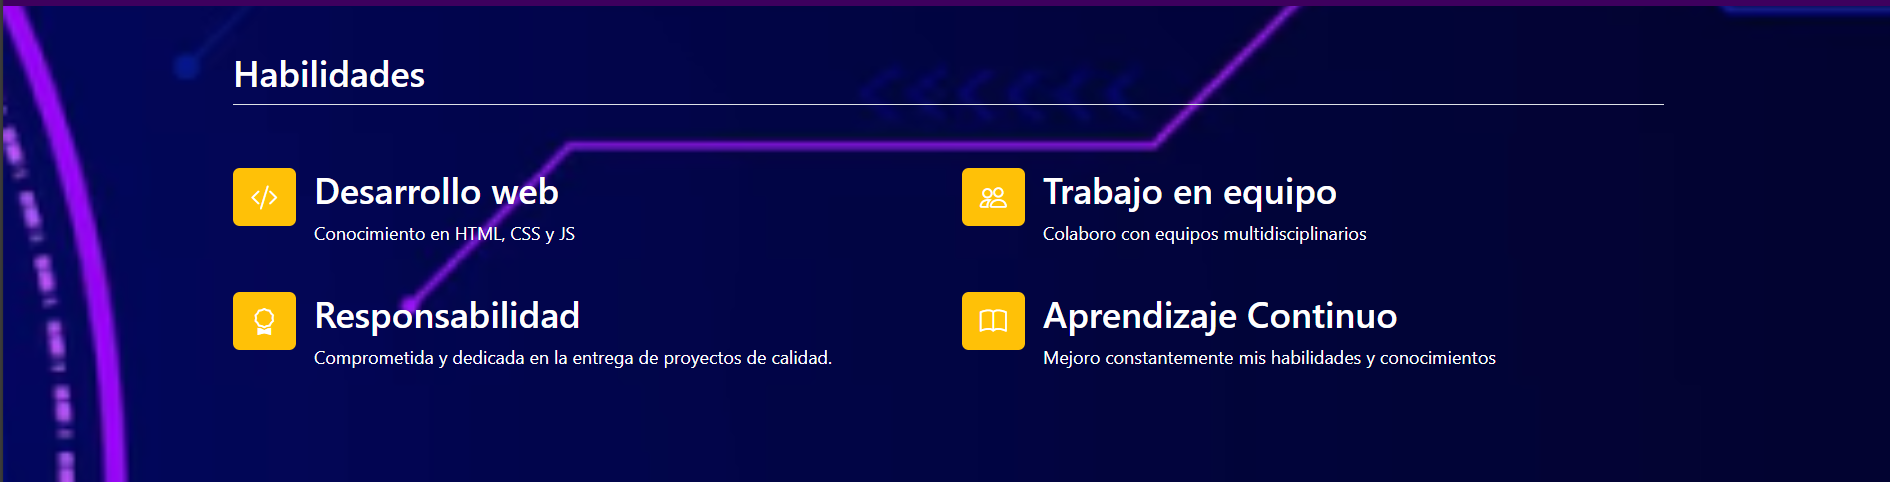 Habilidades
Desarrollo web
Conocimiento en HTML, CSS y JS
Trabajo en equipo
Colaboro con equipos multidisciplinarios
Responsabilidad
Comprometida y dedicada en la entrega de proyectos de calidad.
Aprendizaje Continuo
Mejoro constantemente mis habilidades y conocimientos